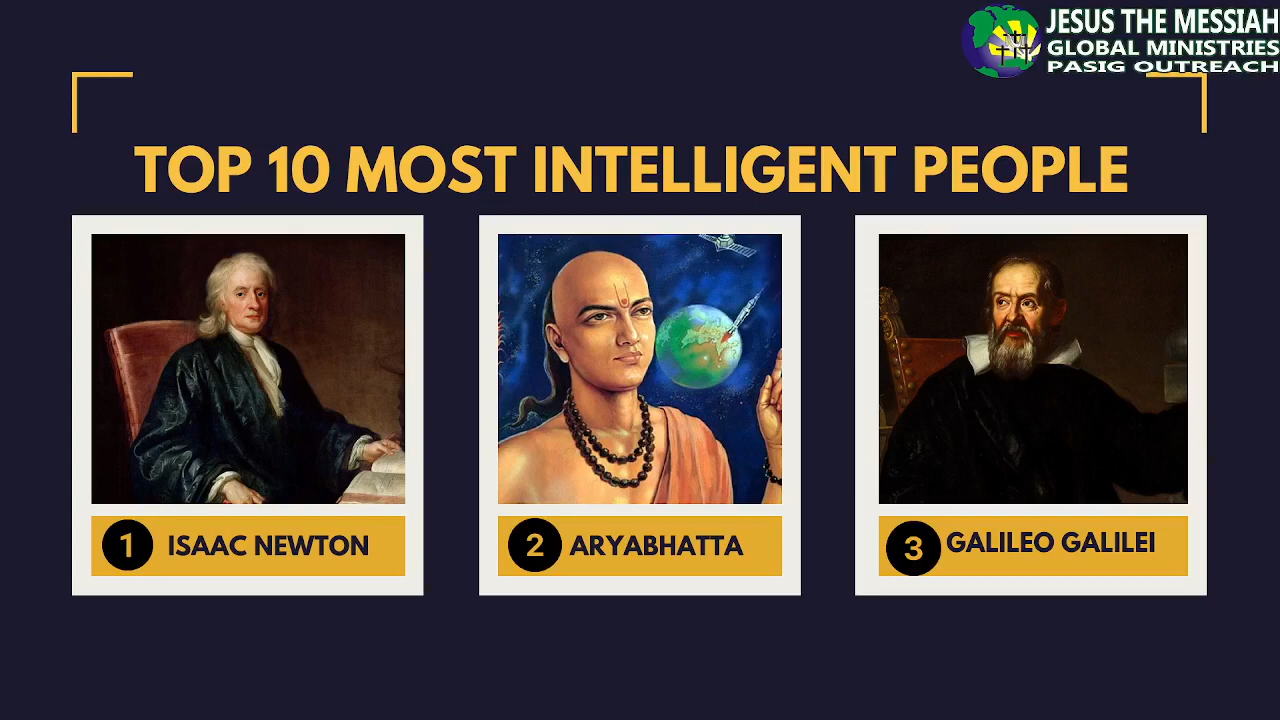 JESUS THE MESSIAH
GLOBAL MINISTRIES
PASIG OUTREACH
TOP 10 MOST INTELLIGENT PEOPLE
1 ISAAC NEWTON
2 ARYABHATTA
3 GALILEO GALILEI